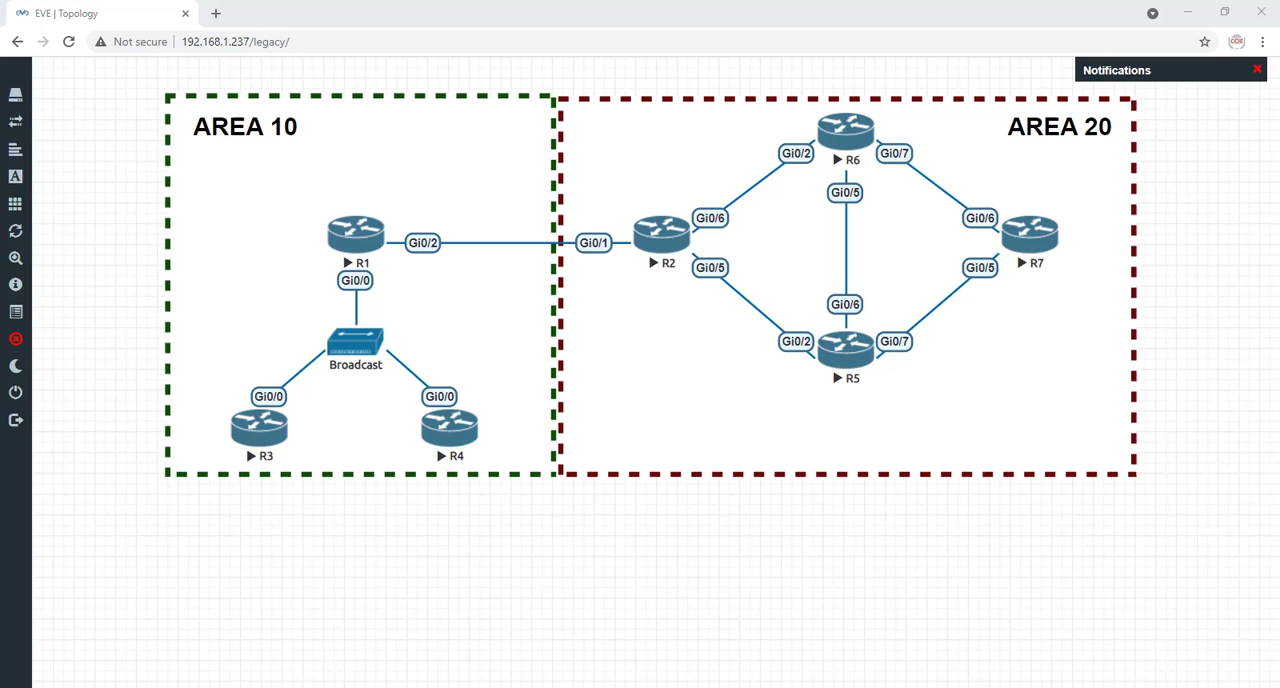 EVE | Topology
Not secure
192.168.1.237/legacy/
Notifications
AREA 10
AREA 20
Gi0/2
R6
Gi0/7
Gi0/5
R1
Gi0/2
Gi0/1
R2
Gi0/6
Gi0/6
R7
Gi0/0
Gi0/5
Gi0/5
Gi0/6
Broadcast
Gi0/2
Gi0/7
R5
Gi0/0
Gi0/0
R3
R4